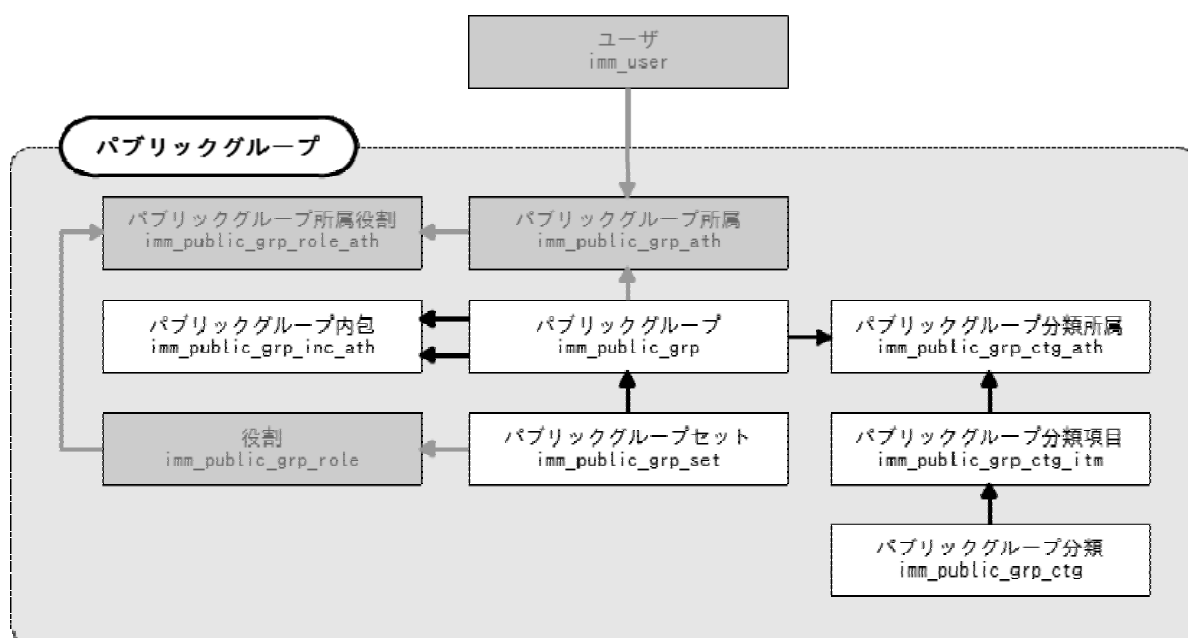 ユーザ
imm_user
パブリックグループ
パブリックグループ所属役割
imm_public_grp_role_ath
パブリックグループ所属
imm_public_grp_ath
パブリックグループ内包
imm_public_grp_inc_ath
パブリックグループ
imm_public_grp
パブリックグループ分類所属
imm_public_grp_ctg_ath
役割
imm_public_grp_role
パブリックグループセット
imm_public_grp_set
パブリックグループ分類項目
imm_public_grp_ctg_itm
パブリックグループ分類
imm_public_grp_ctg